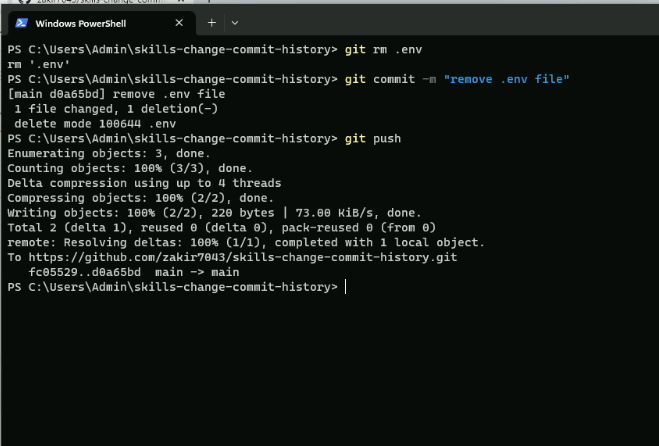 Windows PowerShell
PS C:\Users\Admin\skills-change-commit-history> git rm .env
rm '.env'
PS C:\Users\Admin\skills-change-commit-history> git commit -m "remove .env file"
[main d0a65bd] remove .env file
 1 file changed, 1 deletion(-)
 delete mode 100644 .env
PS C:\Users\Admin\skills-change-commit-history> git push
Enumerating objects: 3, done.
Counting objects: 100% (3/3), done.
Delta compression using up to 4 threads
Compressing objects: 100% (2/2), done.
Writing objects: 100% (2/2), 220 bytes | 73.00 KiB/s, done.
Total 2 (delta 1), reused 0 (delta 0), pack-reused 0 (from 0)
remote: Resolving deltas: 100% (1/1), completed with 1 local object.
To https://github.com/zakir7043/skills-change-commit-history.git
   fc05529..d0a65bd  main -> main
PS C:\Users\Admin\skills-change-commit-history>